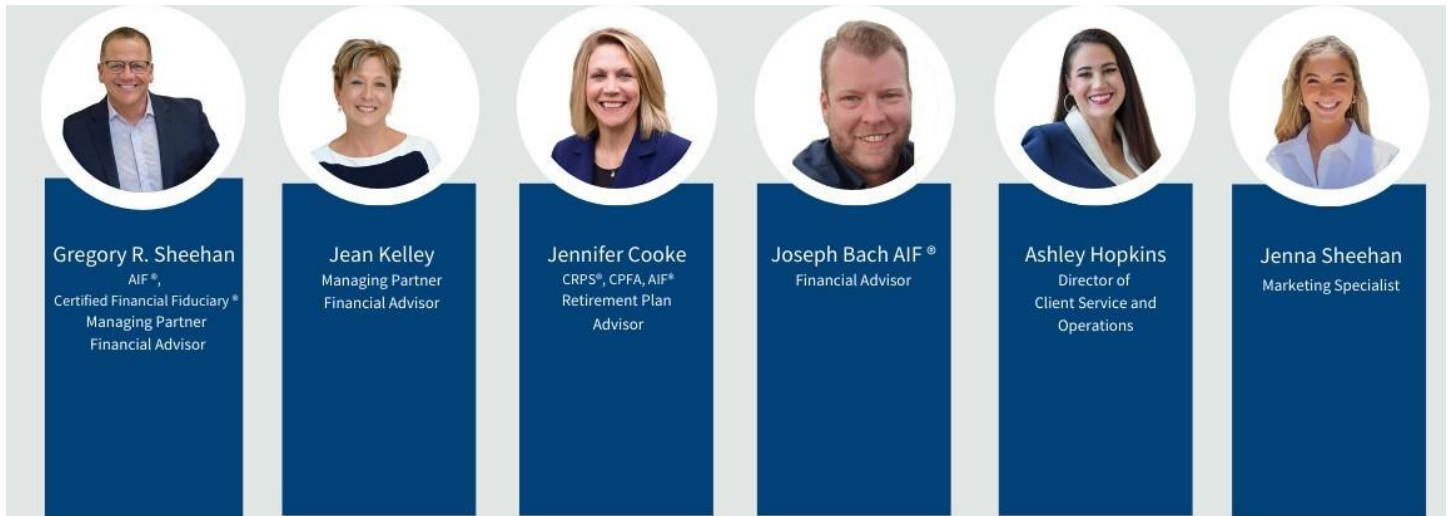 Gregory R. Sheehan
AIF®,
Certified Financial Fiduciary®
Managing Partner
Financial Advisor
Jean Kelley
Managing Partner
Financial Advisor
Jennifer Cooke
CRPS®, CPFA, AIF®
Retirement Plan
Advisor
Joseph Bach AIF ®
Financial Advisor
Ashley Hopkins
Director of
Client Service and
Operations
Jenna Sheehan
Marketing Specialist